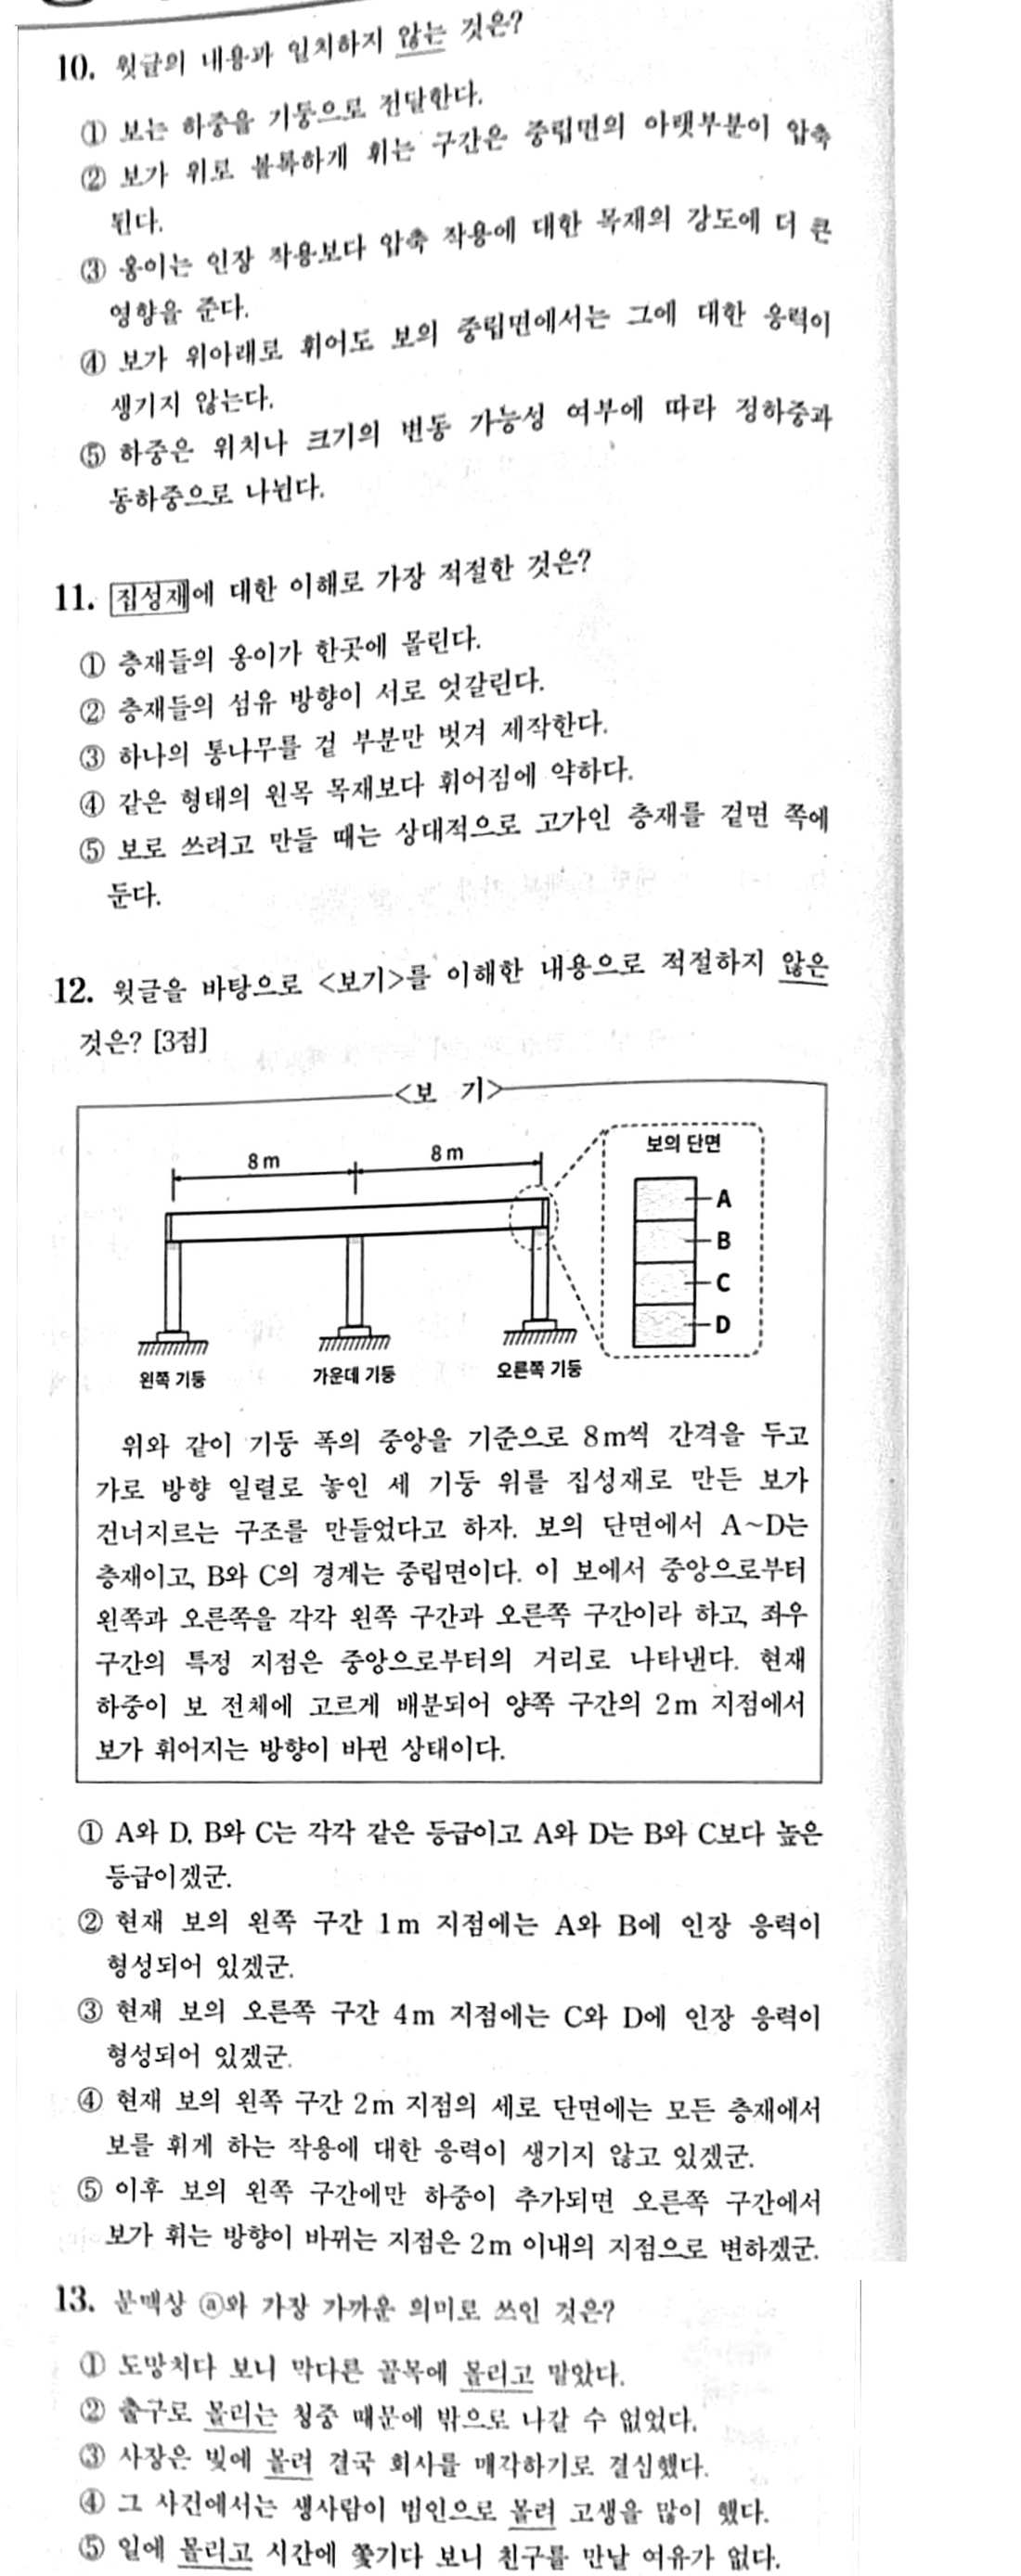 10. 윗글의 내용과 일치하지 않는 것은?
① 보는 하중을 기둥으로 전달한다.
② 보가 위로 볼록하게 휘는 구간은 중립면의 아랫부분이 압축
된다.
③ 옹이는 인장 작용보다 압축 작용에 대한 목재의 강도에 더 큰
영향을 준다.
④ 보가 위아래로 휘어도 보의 중립면에서는 그에 대한 응력이
생기지 않는다.
⑤ 하중은 위치나 크기의 변동 가능성 여부에 따라 정하중과
동하중으로 나뉜다.
11. 집성재에 대한 이해로 가장 적절한 것은?
① 층재들의 옹이가 한곳에 몰린다.
② 층재들의 섬유 방향이 서로 엇갈린다.
③ 하나의 통나무를 겉 부분만 벗겨 제작한다.
④ 같은 형태의 원목 목재보다 휘어짐에 약하다.
⑤ 보로 쓰려고 만들 때는 상대적으로 고가인 층재를 겉면 쪽에
둔다.
12. 윗글을 바탕으로 <보기>를 이해한 내용으로 적절하지 않은
것은? [3점]
<보 기>
8m
8m
보의 단면
A
B
C
D
왼쪽 기둥
가운데 기둥
오른쪽 기둥
위와 같이 기둥 폭의 중앙을 기준으로 8m씩 간격을 두고
가로 방향 일렬로 놓인 세 기둥 위를 집성재로 만든 보가
건너지르는 구조를 만들었다고 하자. 보의 단면에서 A~D는
층재이고, B와 C의 경계는 중립면이다. 이 보에서 중앙으로부터
왼쪽과 오른쪽을 각각 왼쪽 구간과 오른쪽 구간이라 하고, 좌우
구간의 특정 지점은 중앙으로부터의 거리로 나타낸다. 현재
하중이 보 전체에 고르게 배분되어 양쪽 구간의 2m 지점에서
보가 휘어지는 방향이 바뀐 상태이다.
① A와 D, B와 C는 각각 같은 등급이고 A와 D는 B와 C보다 높은
등급이겠군.
② 현재 보의 왼쪽 구간 1m 지점에는 A와 B에 인장 응력이
형성되어 있겠군.
③ 현재 보의 오른쪽 구간 4m 지점에는 C와 D에 인장 응력이
형성되어 있겠군.
④ 현재 보의 왼쪽 구간 2m 지점의 세로 단면에는 모든 층재에서
보를 휘게 하는 작용에 대한 응력이 생기지 않고 있겠군.
⑤ 이후 보의 왼쪽 구간에만 하중이 추가되면 오른쪽 구간에서
보가 휘는 방향이 바뀌는 지점은 2m 이내의 지점으로 변하겠군.
13. 문맥상 ⓐ와 가장 가까운 의미로 쓰인 것은?
① 도망치다 보니 막다른 골목에 몰리고 말았다.
② 출구로 몰리는 청중 때문에 밖으로 나갈 수 없었다.
③ 사장은 빚에 몰려 결국 회사를 매각하기로 결심했다.
④ 그 사건에서는 생사람이 범인으로 몰려 고생을 많이 했다.
⑤ 일에 몰리고 시간에 쫓기다 보니 친구를 만날 여유가 없다.